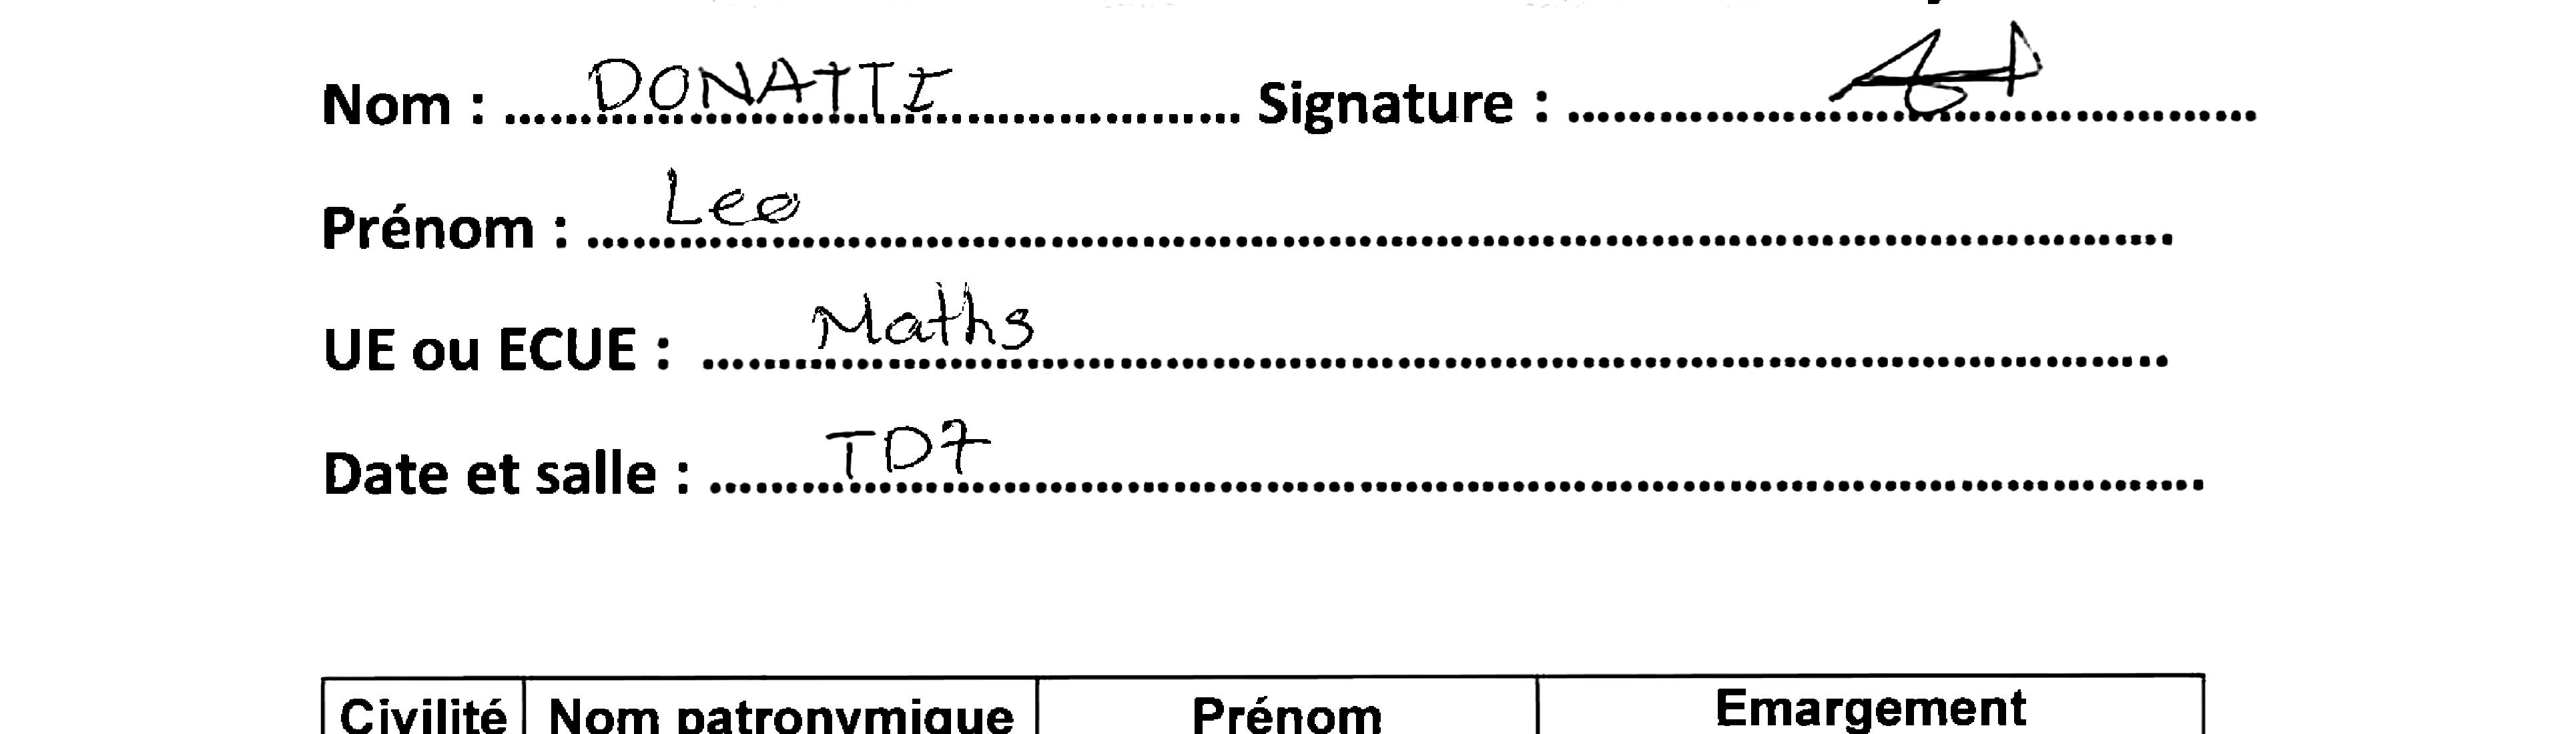 Nom : DONATTI Signature :
Prénom : Leo
UE ou ECUE : Maths
Date et salle : TD7
Civilité Nom patronymique Prénom Emargement